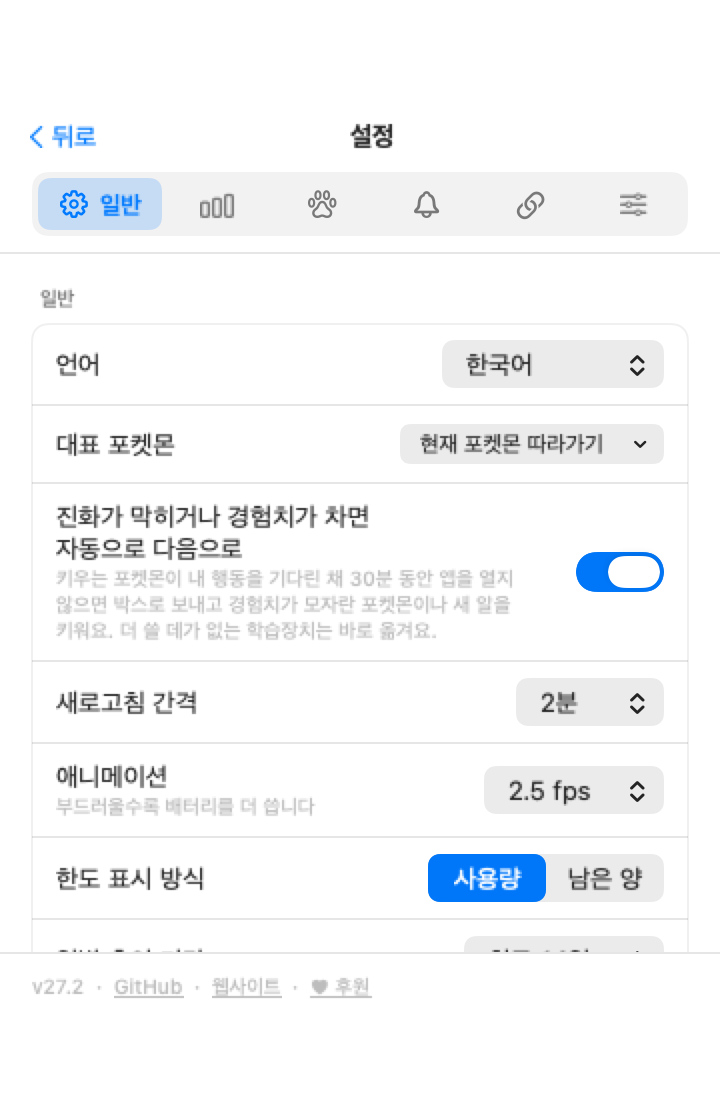 뒤로
설정
일반
일반
언어
한국어
대표 포켓몬
현재 포켓몬 따라가기
진화가 막히거나 경험치가 차면
자동으로 다음으로
키우는 포켓몬이 내 행동을 기다린 채 30분 동안 앱을 열지
않으면 박스로 보내고 경험치가 모자란 포켓몬이나 새 알을
키워요. 더 쓸 데가 없는 학습장치는 바로 옮겨요.
새로고침 간격
2분
애니메이션
부드러울수록 배터리를 더 씁니다
2.5 fps
한도 표시 방식
사용량
남은 양
v27.2 · GitHub · 웹사이트 · ♥ 후원